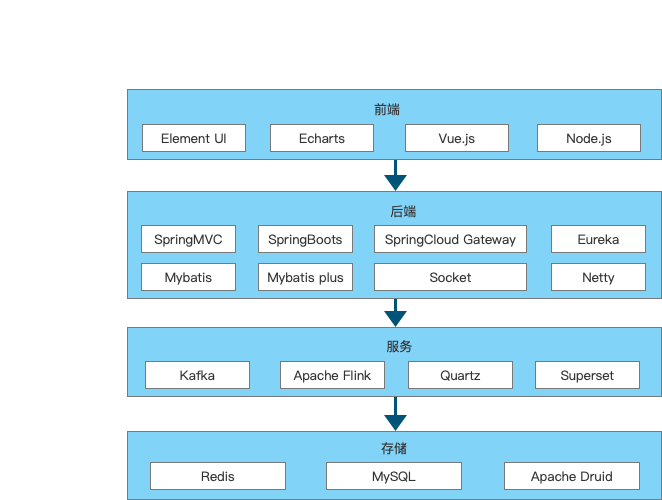 前端
Element UI Echarts Vue.js Node.js
后端
SpringMVC SpringBoots SpringCloud Gateway Eureka
Mybatis Mybatis plus Socket Netty
服务
Kafka Apache Flink Quartz Superset
存储
Redis MySQL Apache Druid